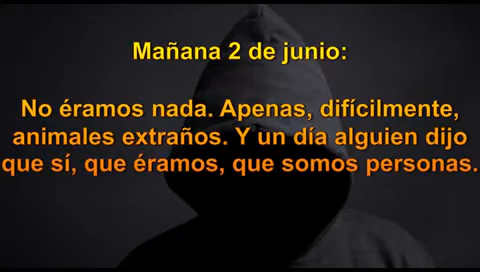 Mañana 2 de junio:
No éramos nada. Apenas, difícilmente,
animales extraños. Y un día alguien dijo
que sí, que éramos, que somos personas.